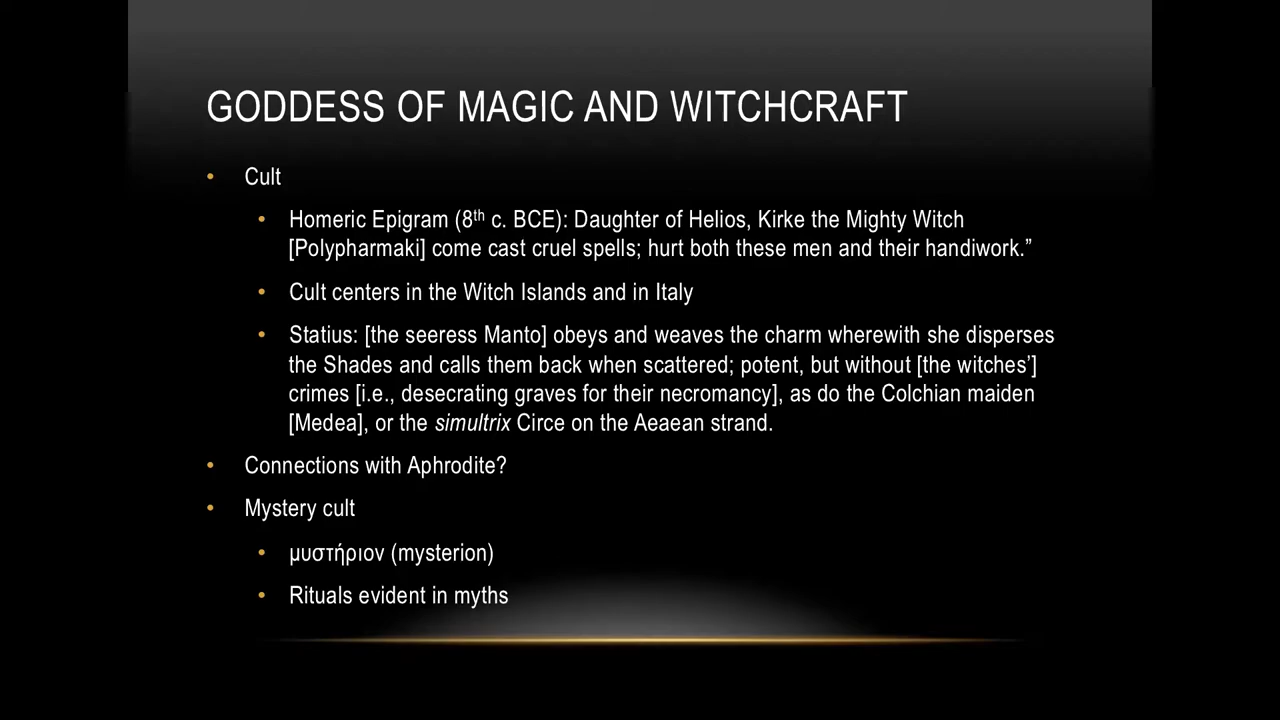 GODDESS OF MAGIC AND WITCHCRAFT
• Cult
• Homeric Epigram (8th c. BCE): Daughter of Helios, Kirke the Mighty Witch
[Polypharmaki] come cast cruel spells; hurt both these men and their handiwork.”
• Cult centers in the Witch Islands and in Italy
• Statius: [the seeress Manto] obeys and weaves the charm wherewith she disperses
the Shades and calls them back when scattered; potent, but without [the witches’]
crimes [i.e., desecrating graves for their necromancy], as do the Colchian maiden
[Medea], or the simultrix Circe on the Aeaean strand.
• Connections with Aphrodite?
• Mystery cult
• μυστήριον (mysterion)
• Rituals evident in myths